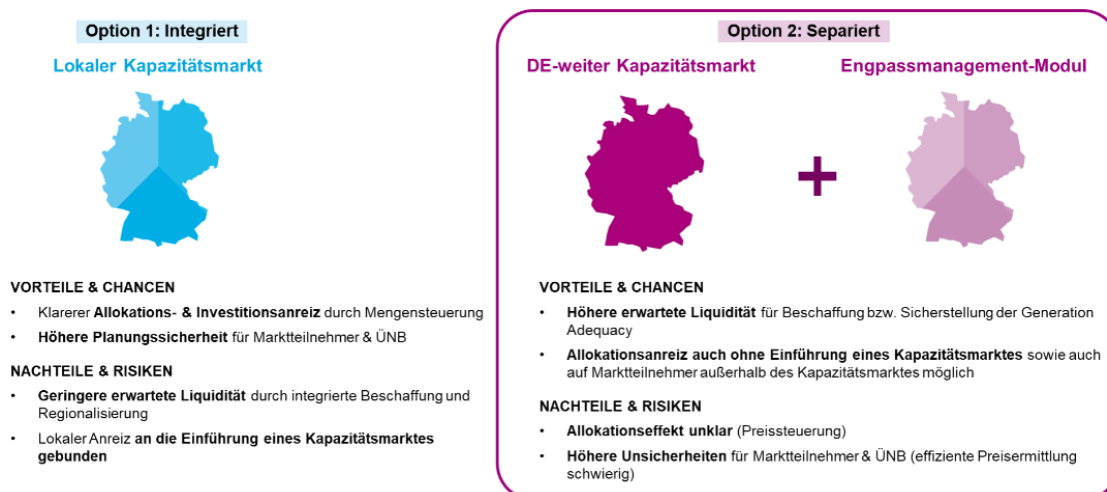 Option 1: Integriert
Lokaler Kapazitätsmarkt
VORTEILE & CHANCEN
• Klarerer Allokations- & Investitionsanreiz durch Mengensteuerung
• Höhere Planungssicherheit für Marktteilnehmer & ÜNB
NACHTEILE & RISIKEN
• Geringere erwartete Liquidität durch integrierte Beschaffung und
Regionalisierung
• Lokaler Anreiz an die Einführung eines Kapazitätsmarktes
gebunden
Option 2: Separiert
DE-weiter Kapazitätsmarkt
Engpassmanagement-Modul
+
VORTEILE & CHANCEN
• Höhere erwartete Liquidität für Beschaffung bzw. Sicherstellung der Generation
Adequacy
• Allokationsanreiz auch ohne Einführung eines Kapazitätsmarktes sowie auch
auf Marktteilnehmer außerhalb des Kapazitätsmarktes möglich
NACHTEILE & RISIKEN
• Allokationseffekt unklar (Preissteuerung)
• Höhere Unsicherheiten für Marktteilnehmer & ÜNB (effiziente Preisermittlung
schwierig)